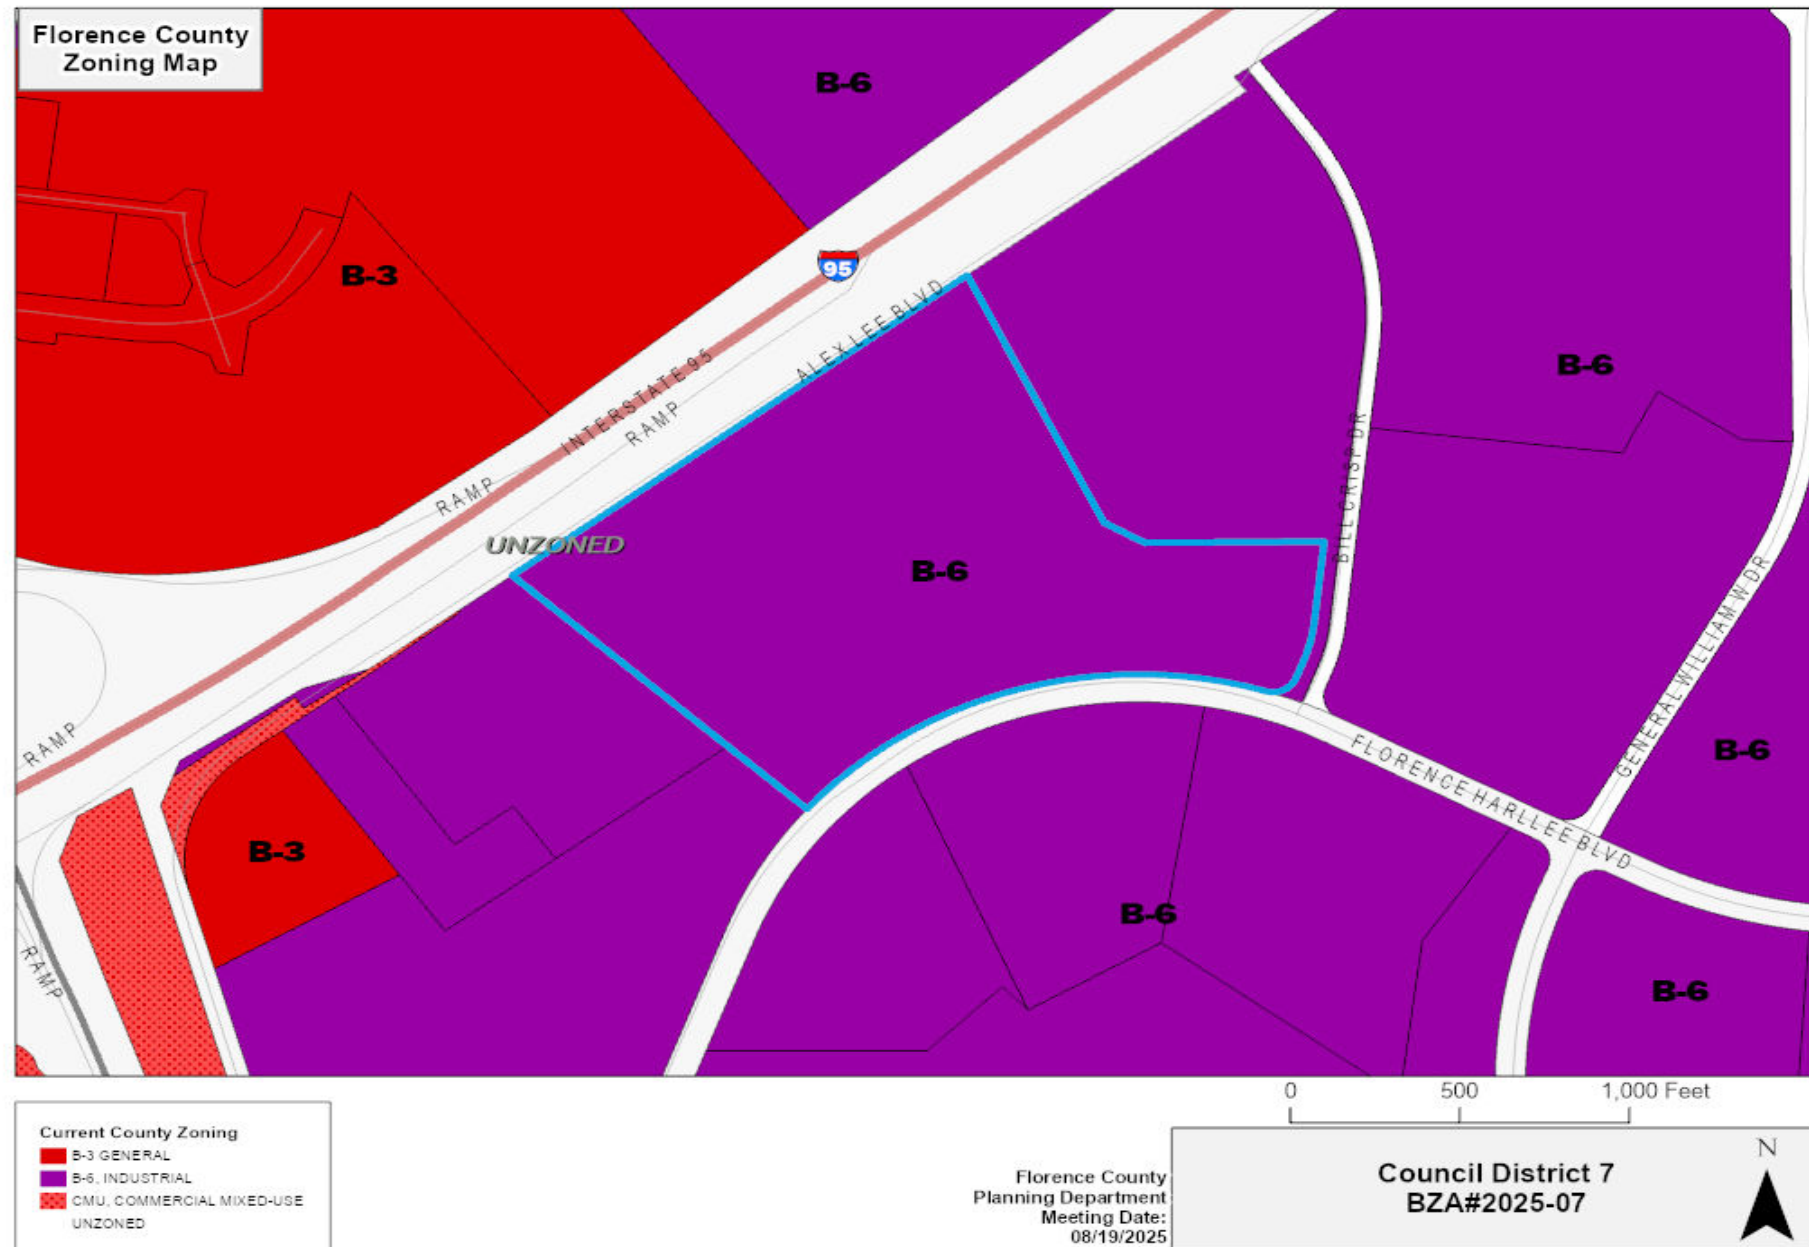 Florence County
Zoning Map
B-6
B-3
95
ALEX LEE BLVD
INTERSTATE 95
RAMP
B-6
RAMP
UNZONED
B-6
BILL CRISP DR
GENERAL WILLIAM W DR
RAMP
B-6
FLORENCE HARLLEE BLVD
B-3
B-6
RAMP
B-6
0 500 1,000 Feet
Current County Zoning
B-3 GENERAL
B-6, INDUSTRIAL
CMU, COMMERCIAL MIXED-USE
UNZONED
Florence County
Planning Department
Meeting Date:
08/19/2025
Council District 7
BZA#2025-07
N